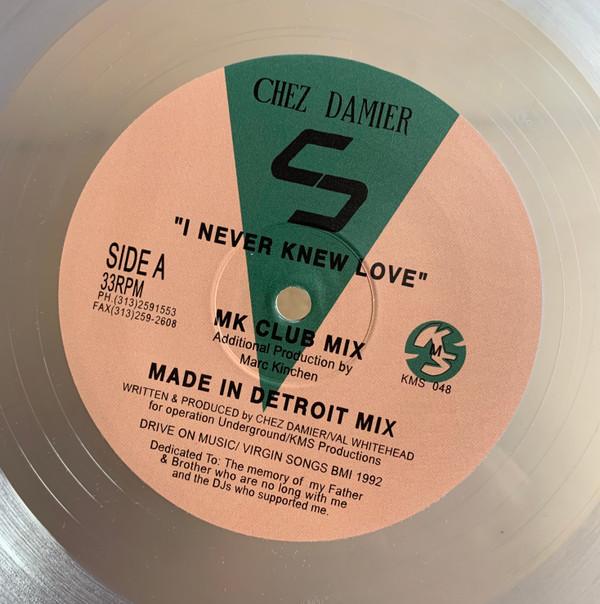 CHEZ DAMIER
"I NEVER KNEW LOVE"
SIDE A
33RPM
PH.(313)2591553
FAX(313)259-2608
MK CLUB MIX
Additional Production by
Marc Kinchen
KMS
KMS 048
MADE IN DETROIT MIX
WRITTEN & PRODUCED by CHEZ DAMIER/VAL WHITEHEAD
for operation Underground/KMS Productions
DRIVE ON MUSIC/ VIRGIN SONGS BMI 1992
Dedicated To: The memory of my Father
& Brother who are no long with me
and the DJs who supported me.